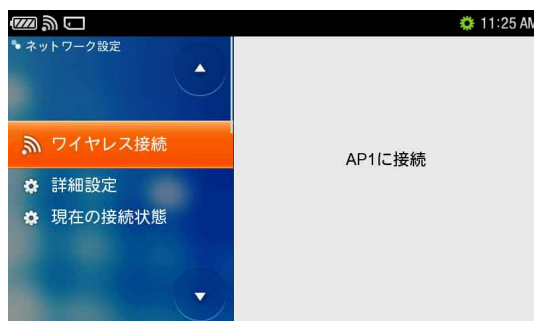 11:25 AM
ネットワーク設定
ワイヤレス接続
AP1に接続
詳細設定
現在の接続状態